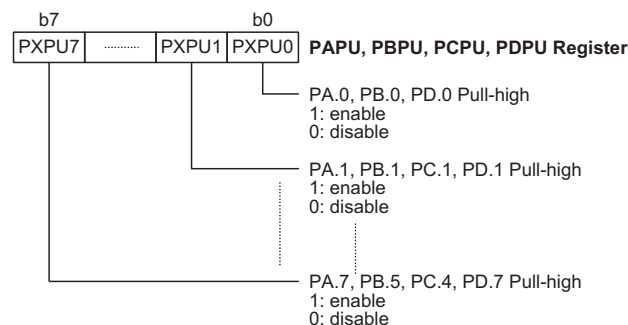 b7 b0
PXPU7 PXPU1 PXPU0 PAPU, PBPU, PCPU, PDPU Register
PA.0, PB.0, PD.0 Pull-high
1: enable
0: disable
PA.1, PB.1, PC.1, PD.1 Pull-high
1: enable
0: disable
PA.7, PB.5, PC.4, PD.7 Pull-high
1: enable
0: disable